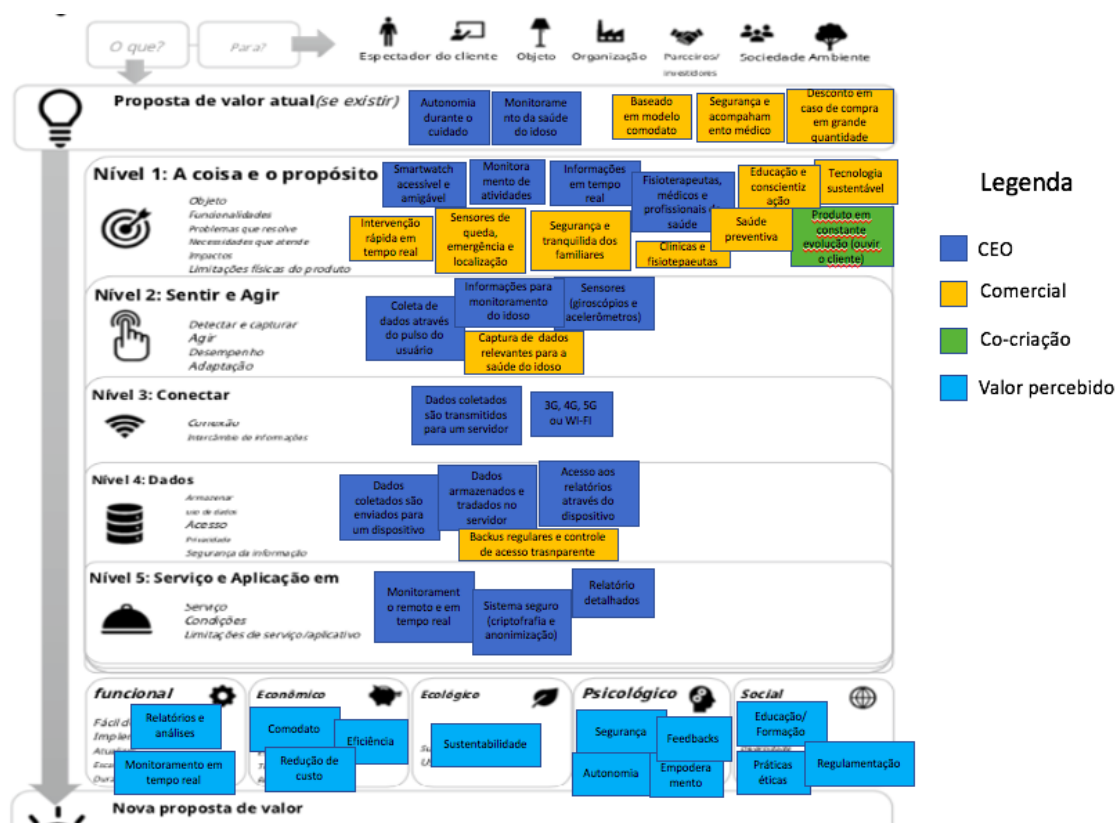 O que?
Para?
Espectador do cliente
Objeto
Organização
Parceiros/
investidores
Sociedade Ambiente
Proposta de valor atual(se existir)
Autonomia
durante o
cuidado
Monitorame
nto da saúde
do idoso
Baseado
em modelo
comodato
Segurança e
acompaham
ento médico
Desconto em
caso de compra
em grande
quantidade
Nível 1: A coisa e o propósito
Objeto
Funcionalidades
Problemas que resolve
Necessidades que atende
Impactos
Limitações físicas do produto
Smartwatch
acessível e
amigável
Monitora
mento de
atividades
Informações
em tempo
real
Fisioterapeutas,
médicos e
profissionais d
saúde
Educação e
conscientiz
ação
Tecnologia
sustentável
Intervenção
rápida em
tempo real
Sensores de
queda,
emergência e
localização
Segurança e
tranquilida dos
familiares
Clínicas e
fisiotepaeutas
Saúde
preventiva
Produto em
constante
evolução (ouvir
o cliente)
Legenda
CEO
Comercial
Co-criação
Valor percebido
Nível 2: Sentir e Agir
Detectar e capturar
Agir
Desempenho
Adaptação
Coleta de
dados através
do pulso do
usuário
Informações para
monitoramento
do idoso
Sensores
(giroscópios e
acelerômetros)
Captura de dados
relevantes para a
saúde do idoso
Nível 3: Conectar
Conexão
Intercâmbio de informações
Dados coletados
são transmitidos
para um servidor
3G, 4G, 5G
ou WI-FI
Nível 4: Dados
Armazenar
uso de dados
Acesso
Privacidade
Segurança da informação
Dados
coletados são
enviados para
um dispositivo
Dados
armazenados e
tradados no
servidor
Acesso aos
relatórios
através do
dispositivo
Backus regulares e controle
de acesso trasnparente
Nível 5: Serviço e Aplicação em
Serviço
Condições
Limitações de serviço/aplicativo
Monitorament
o remoto e em
tempo real
Sistema seguro
(criptofrafia e
anonimização)
Relatório
detalhados
funcional
Fácil d
Imple
Atuali
Esca
Dura
Relatórios e
análises
Monitoramento em
tempo real
Econômico
Comodato
Eficiência
Redução de
custo
Ecológico
Sustentabilidade
Psicológico
Segurança
Feedbacks
Autonomia
Empodera
mento
Social
Educação/
Formação
Práticas
éticas
Regulamentação
Nova proposta de valor